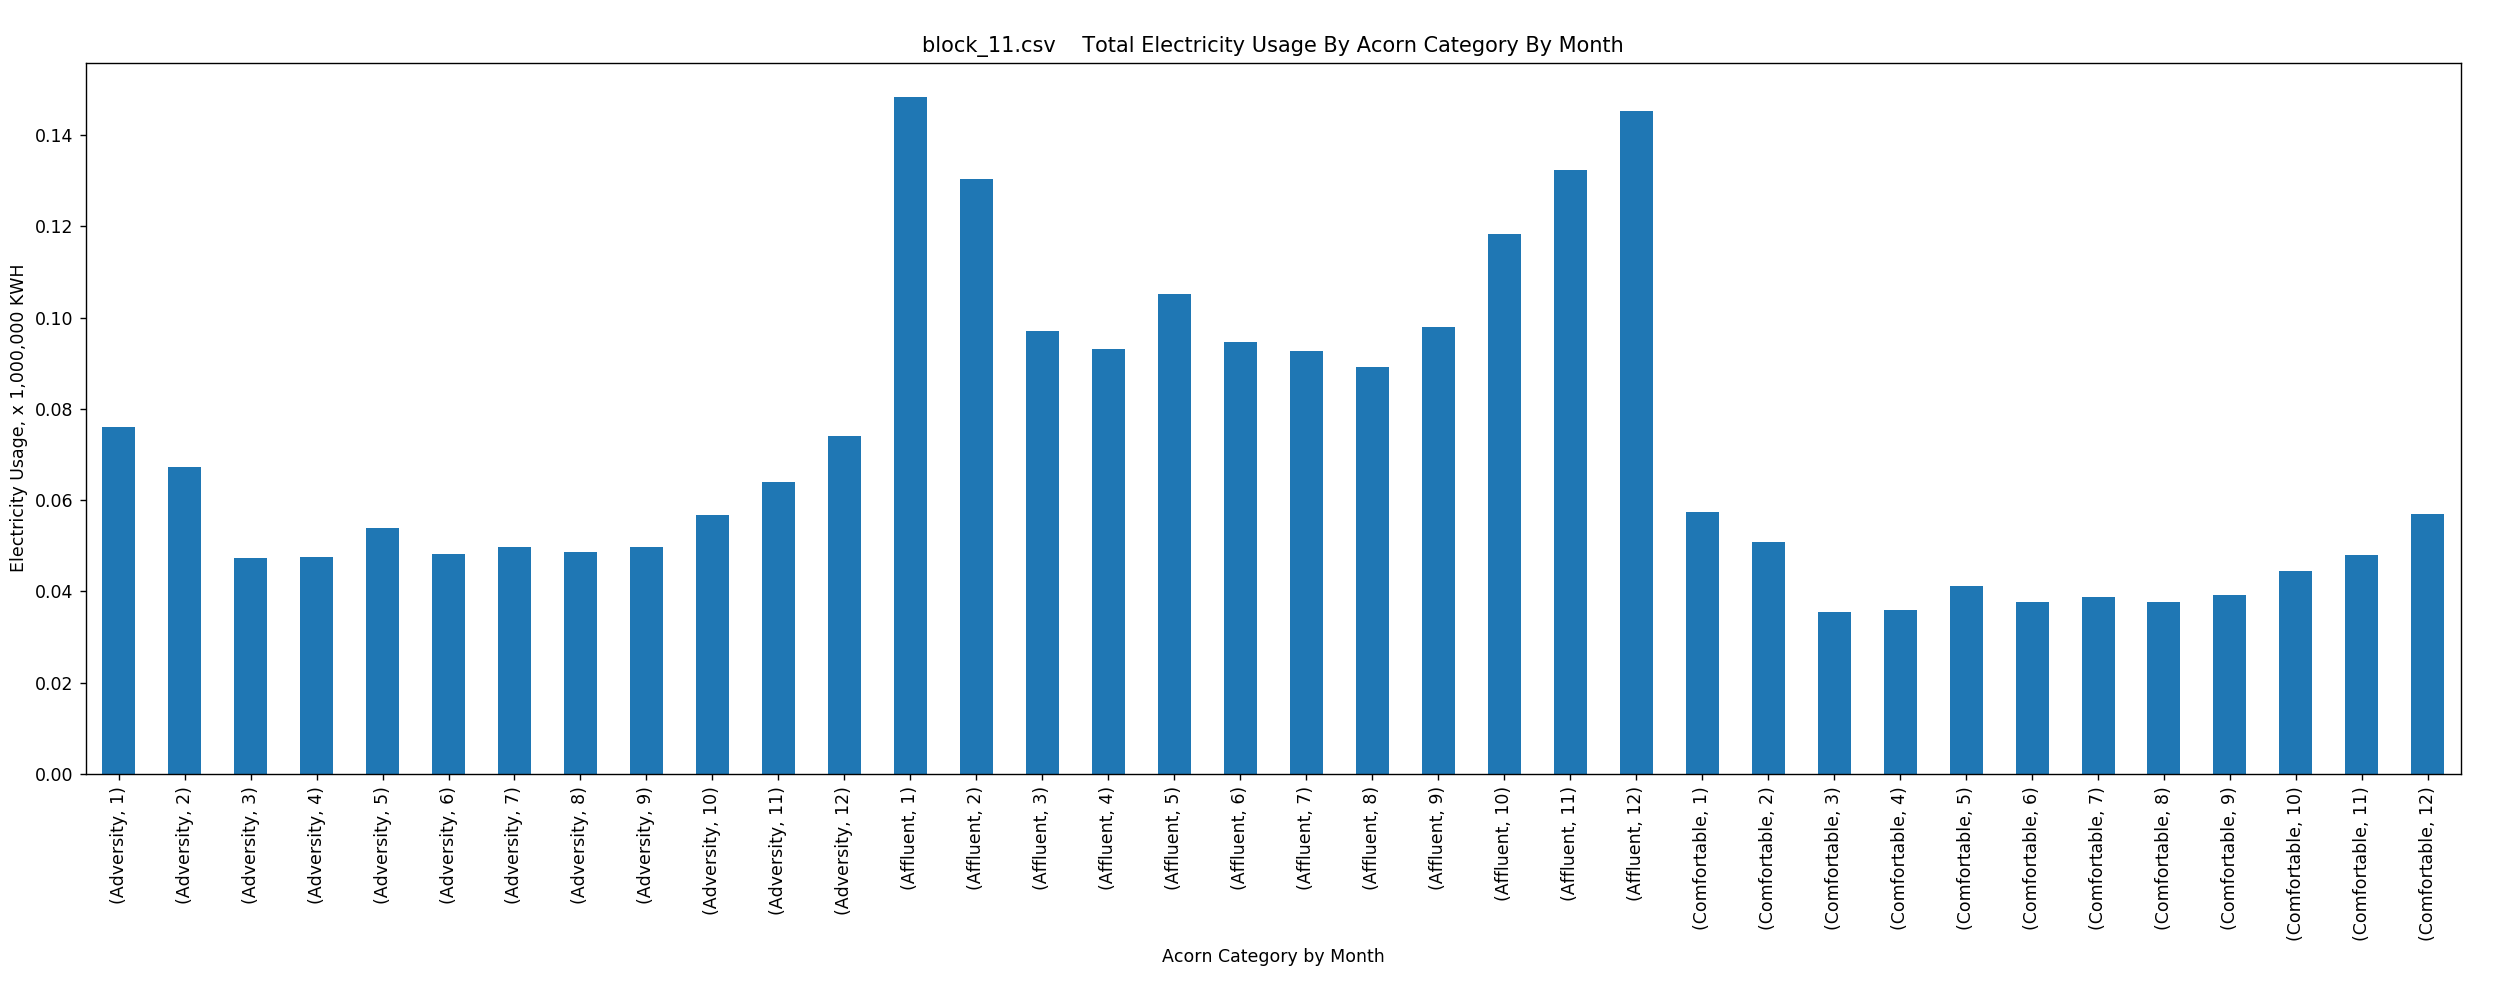 block_11.csv    Total Electricity Usage By Acorn Category By Month
Electricity Usage, x 1,000,000 KWH
0.14
0.12
0.10
0.08
0.06
0.04
0.02
0.00
(Adversity, 1)
(Adversity, 2)
(Adversity, 3)
(Adversity, 4)
(Adversity, 5)
(Adversity, 6)
(Adversity, 7)
(Adversity, 8)
(Adversity, 9)
(Adversity, 10)
(Adversity, 11)
(Adversity, 12)
(Affluent, 1)
(Affluent, 2)
(Affluent, 3)
(Affluent, 4)
(Affluent, 5)
(Affluent, 6)
(Affluent, 7)
(Affluent, 8)
(Affluent, 9)
(Affluent, 10)
(Affluent, 11)
(Affluent, 12)
(Comfortable, 1)
(Comfortable, 2)
(Comfortable, 3)
(Comfortable, 4)
(Comfortable, 5)
(Comfortable, 6)
(Comfortable, 7)
(Comfortable, 8)
(Comfortable, 9)
(Comfortable, 10)
(Comfortable, 11)
(Comfortable, 12)
Acorn Category by Month